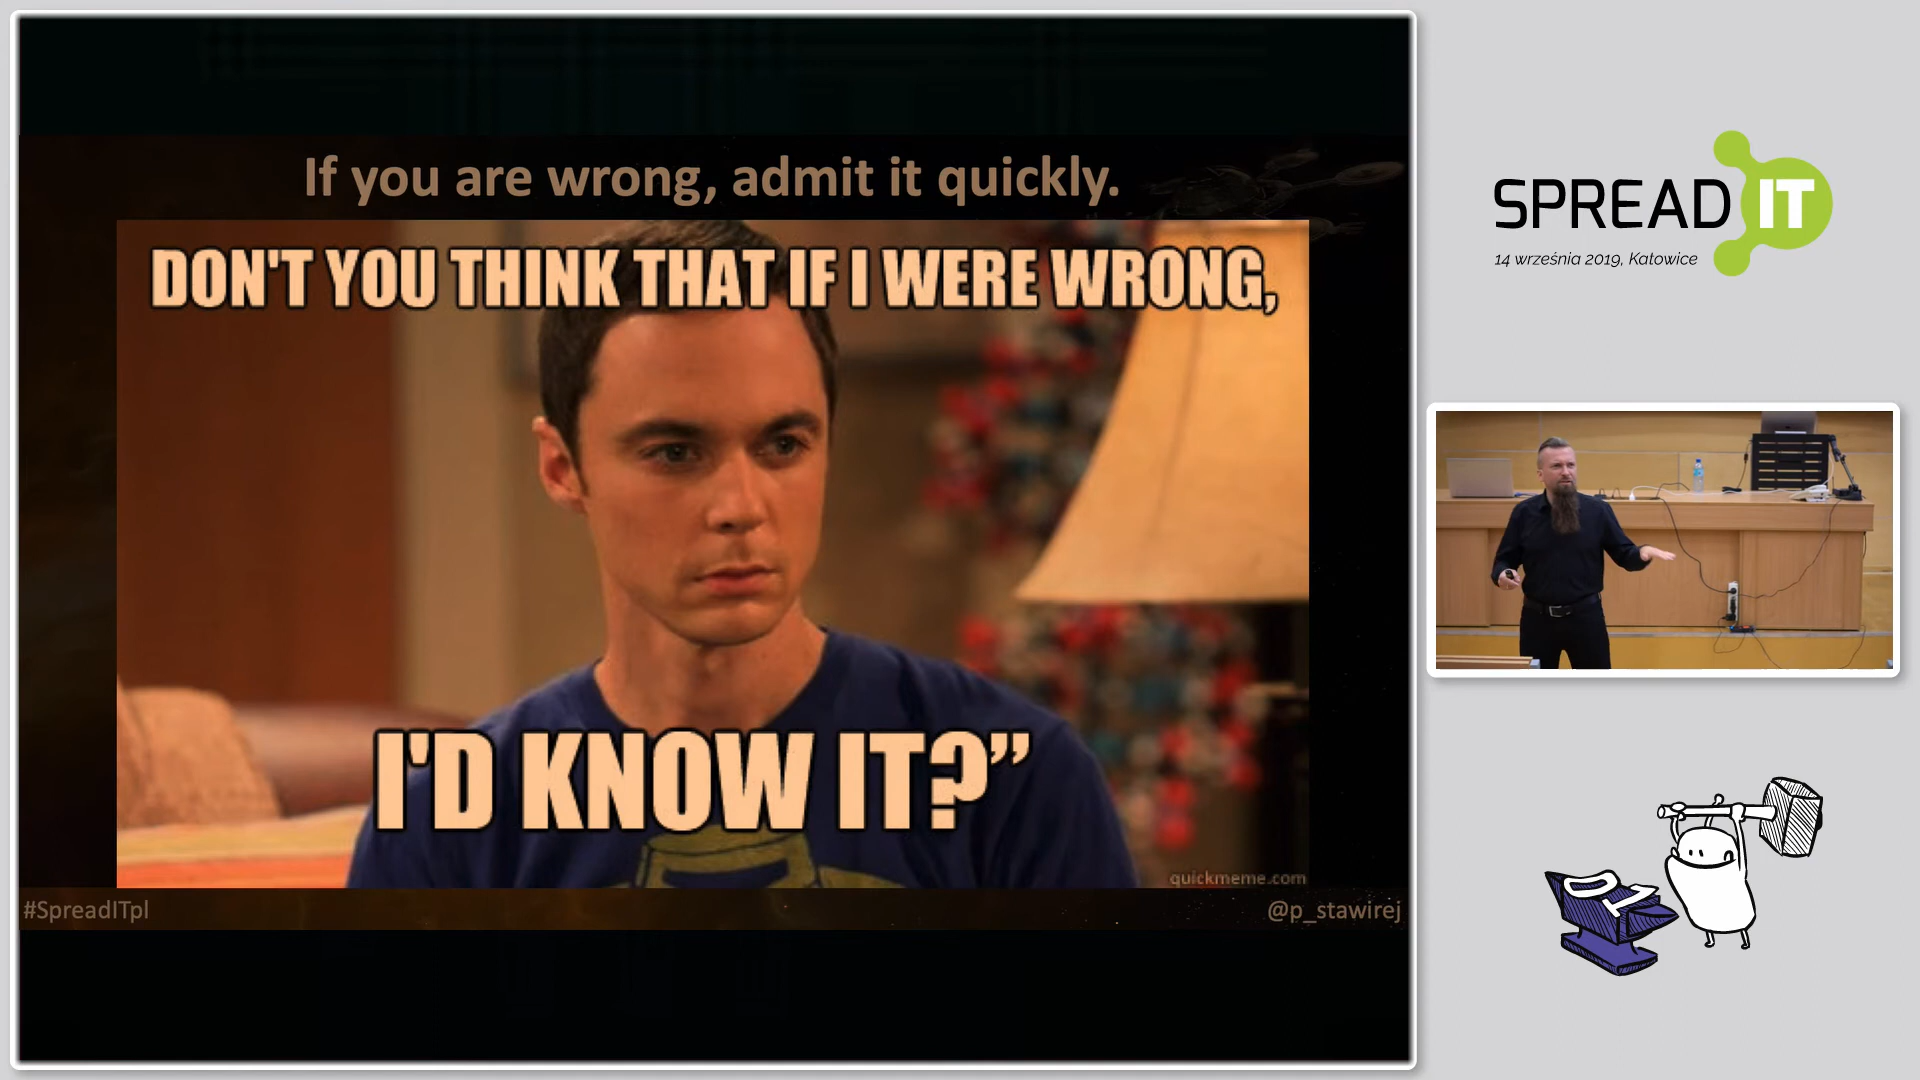 If you are wrong, admit it quickly.
DON'T YOU THINK THAT IF I WERE WRONG,
I'D KNOW IT?”
quickmeme.com
#SpreadITpl
@p_stawirej
SPREAD IT
14 września 2019, Katowice
01